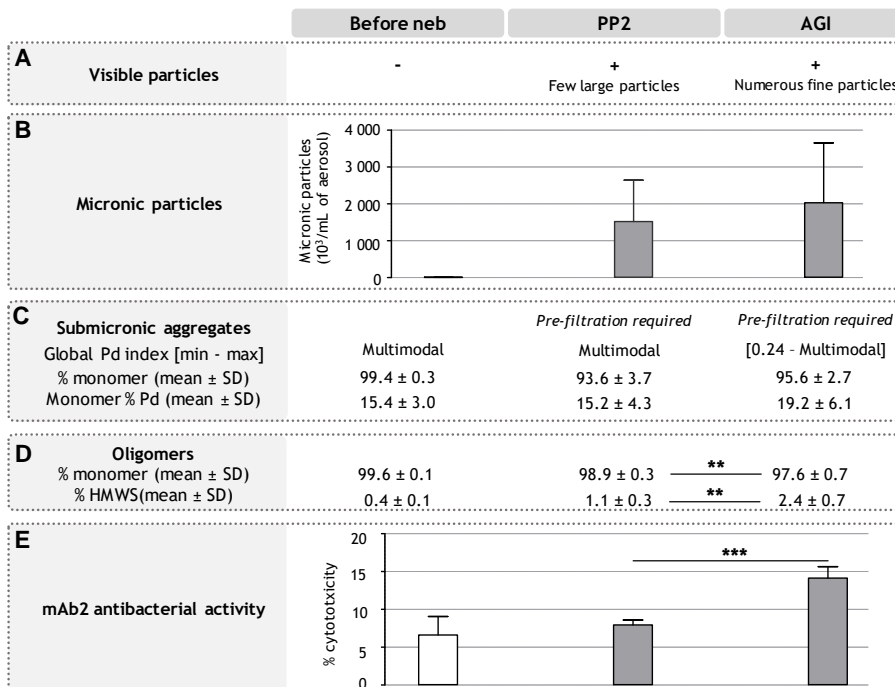 Before neb PP2 AGI
A
Visible particles
- + +
Few large particles Numerous fine particles
B
Micronic particles
Micronic particles
(10³/mL of aerosol)
4 000
3 000
2 000
1 000
0
C
Submicronic aggregates Pre-filtration required Pre-filtration required
Global Pd index [min - max] Multimodal Multimodal [0.24 - Multimodal]
% monomer (mean ± SD) 99.4 ± 0.3 93.6 ± 3.7 95.6 ± 2.7
Monomer % Pd (mean ± SD) 15.4 ± 3.0 15.2 ± 4.3 19.2 ± 6.1
D
Oligomers
% monomer (mean ± SD) 99.6 ± 0.1 98.9 ± 0.3 ** 97.6 ± 0.7
% HMWS(mean ± SD) 0.4 ± 0.1 1.1 ± 0.3 ** 2.4 ± 0.7
E
mAb2 antibacterial activity
% cytototxicity
20
15
10
5
0
***